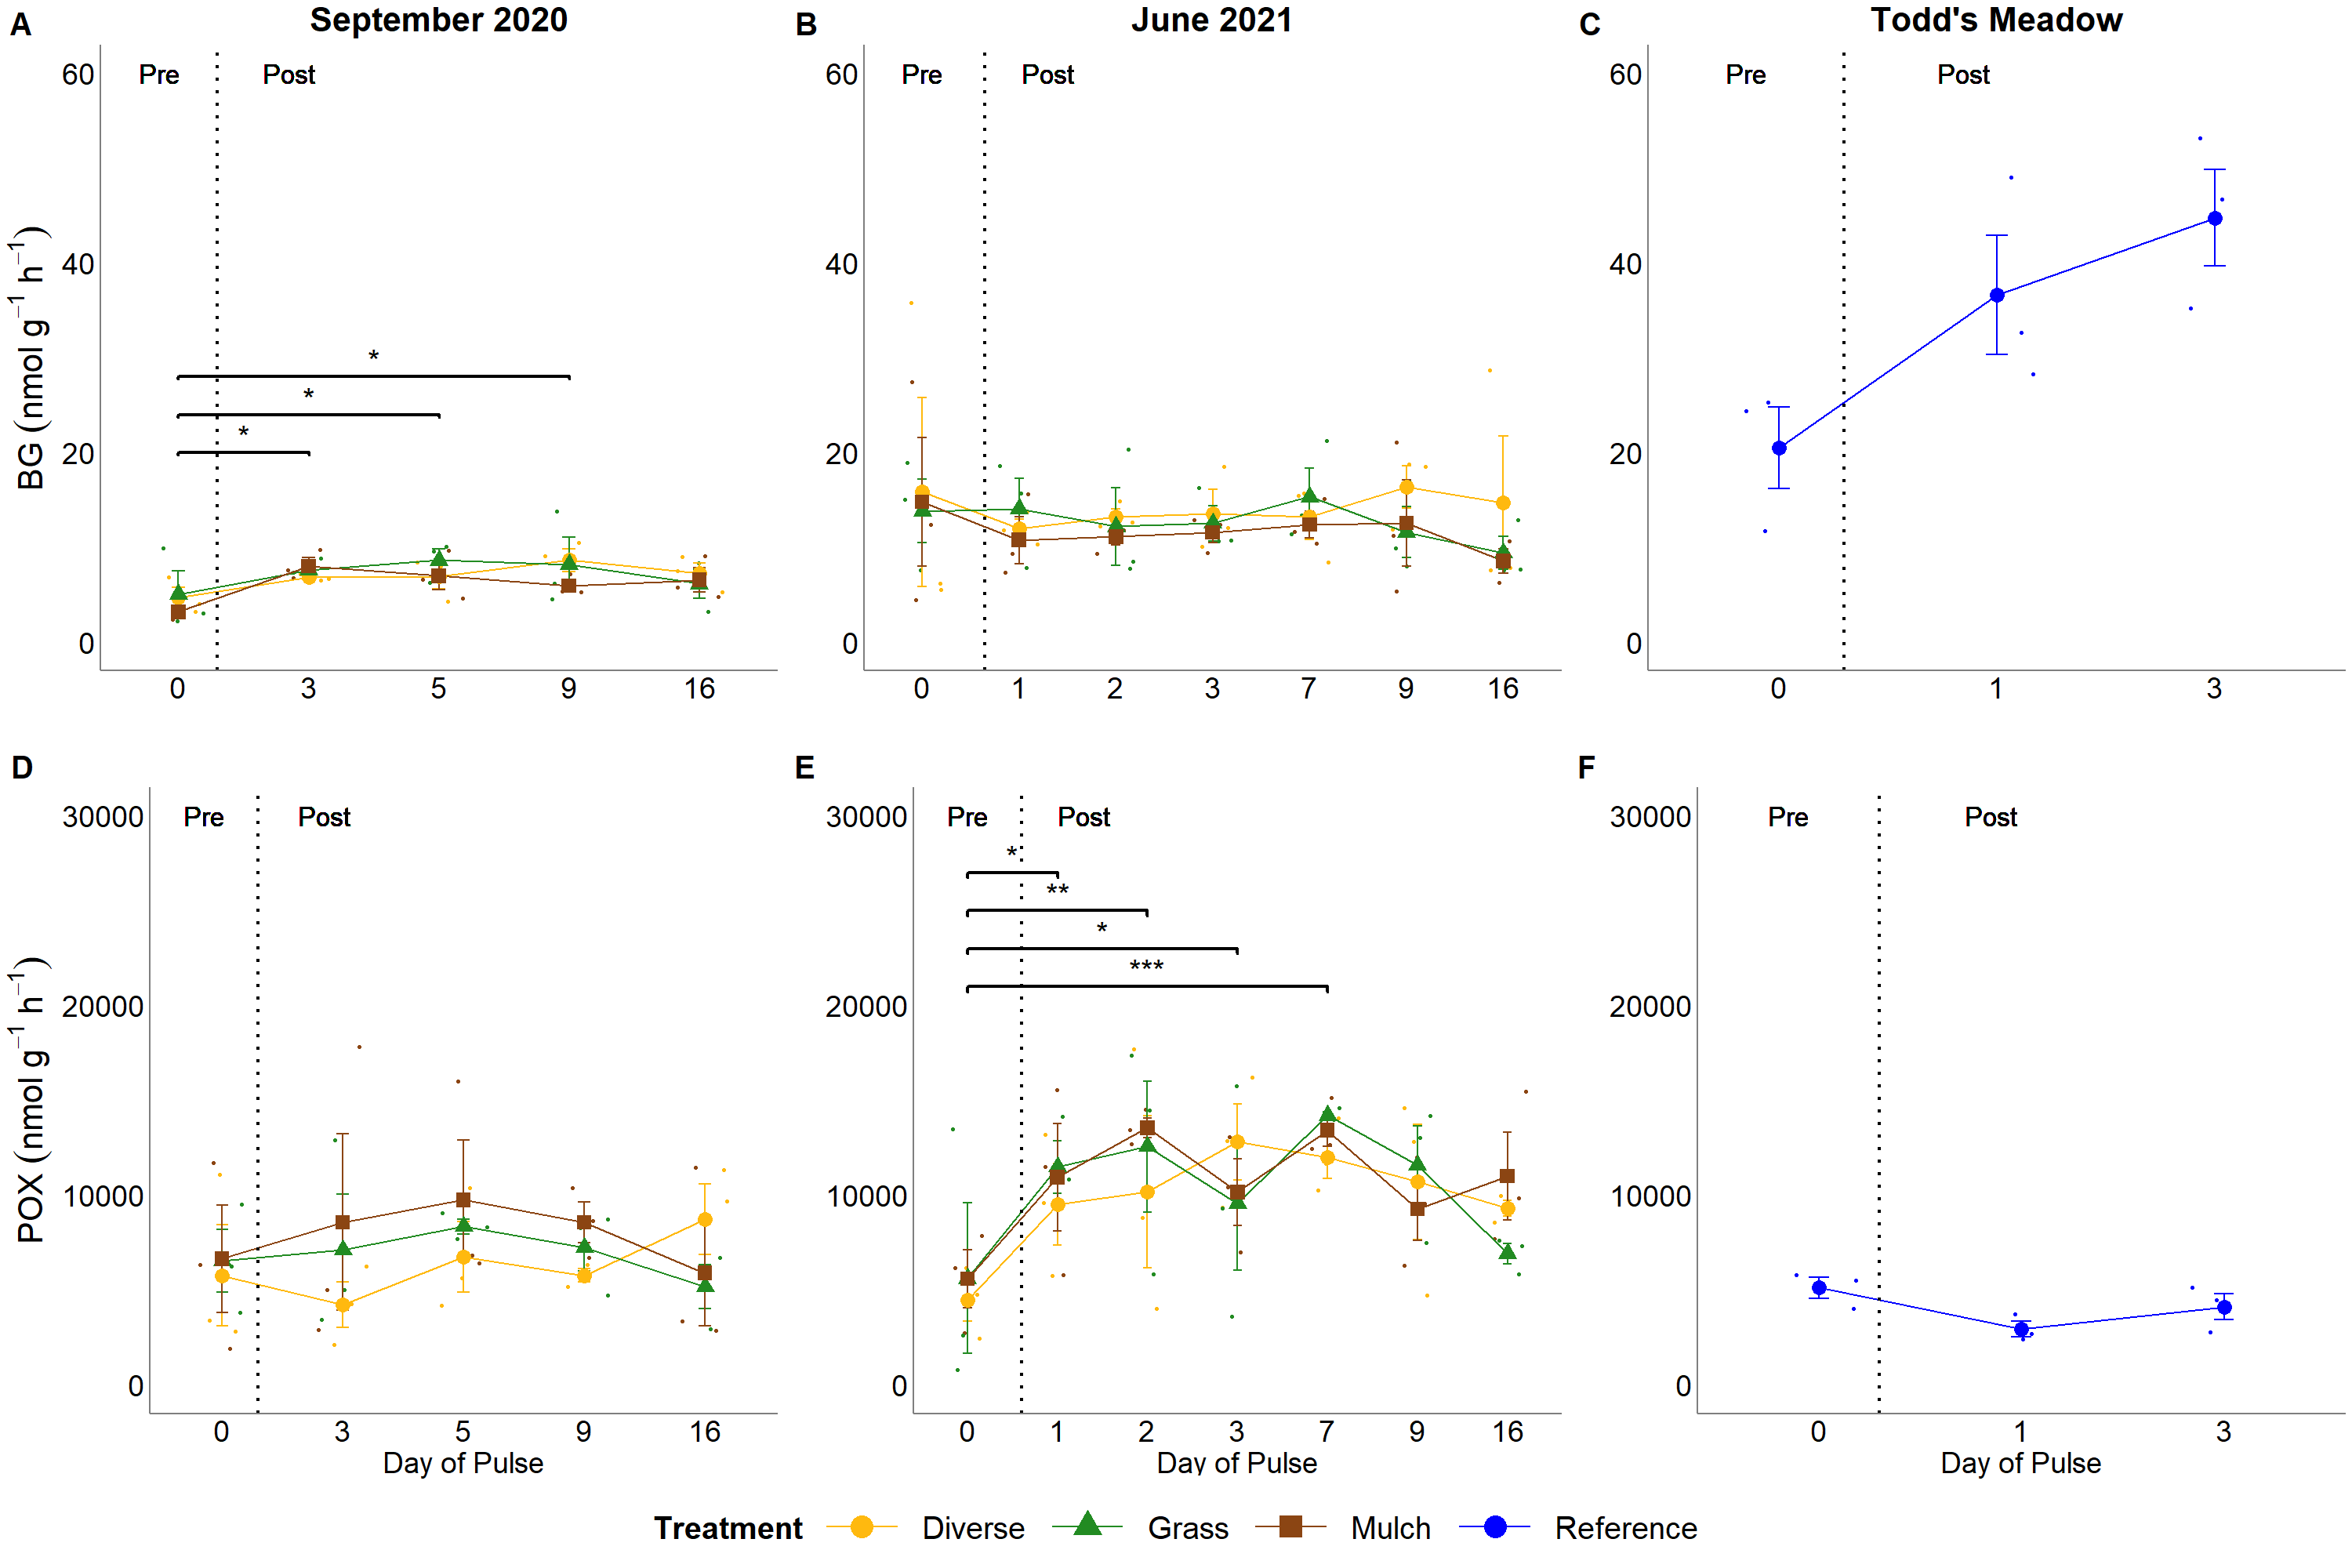 A September 2020 B June 2021 C Todd's Meadow
Pre Post Pre Post Pre Post
60 60 60
40 40 40
*
*
*
20 20 20
0 0 0
BG (nmol g⁻¹ h⁻¹)
0 3 5 9 16 0 1 2 3 7 9 16 0 1 3
D E F
Pre Post Pre Post Pre Post
30000 30000 30000
*
**
*
***
20000 20000 20000
10000 10000 10000
0 0 0
POX (nmol g⁻¹ h⁻¹)
0 3 5 9 16 0 1 2 3 7 9 16 0 1 3
Day of Pulse Day of Pulse Day of Pulse
Treatment Diverse Grass Mulch Reference